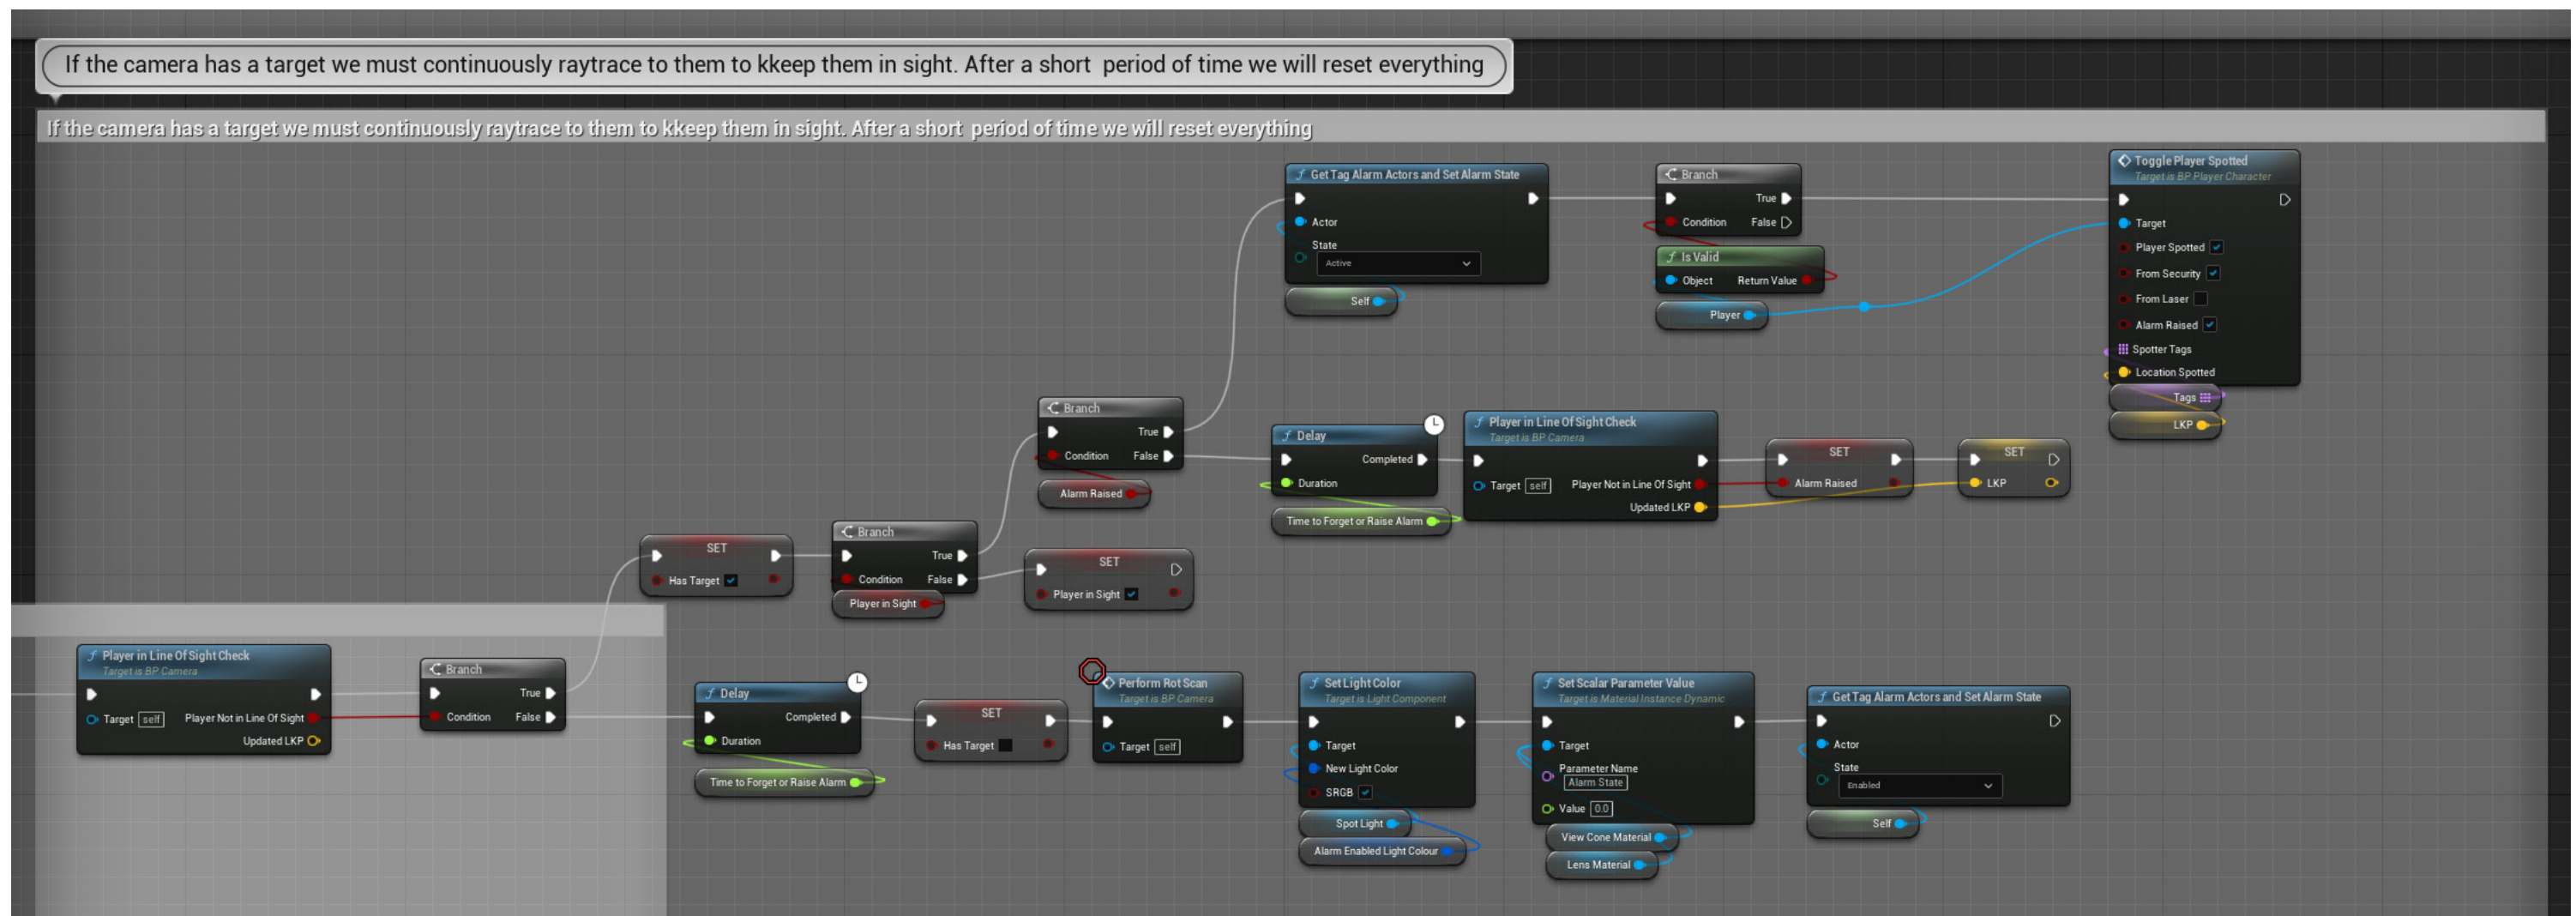 If the camera has a target we must continuously raytrace to them to kkeep them in sight. After a short  period of time we will reset everything
If the camera has a target we must continuously raytrace to them to kkeep them in sight. After a short  period of time we will reset everything
Get Tag Alarm Actors and Set Alarm State
Actor
State
Active
Self
Branch
True
Condition
False
Is Valid
Object
Return Value
Player
Toggle Player Spotted
Target is BP Player Character
Target
Player Spotted
From Security
From Laser
Alarm Raised
Spotter Tags
Location Spotted
Tags
LKP
Branch
True
Condition
False
Alarm Raised
Delay
Completed
Duration
Time to Forget or Raise Alarm
Player in Line Of Sight Check
Target is BP Camera
Target self
Player Not in Line Of Sight
Updated LKP
SET
Alarm Raised
SET
LKP
SET
Has Target
Branch
True
Condition
False
Player in Sight
SET
Player in Sight
Player in Line Of Sight Check
Target is BP Camera
Target self
Player Not in Line Of Sight
Updated LKP
Branch
True
Condition
False
Delay
Completed
Duration
Time to Forget or Raise Alarm
SET
Has Target
Perform Rot Scan
Target is BP Camera
Target self
Set Light Color
Target is Light Component
Target
New Light Color
SRGB
Spot Light
Alarm Enabled Light Colour
Set Scalar Parameter Value
Target is Material Instance Dynamic
Target
Parameter Name
Alarm State
Value 0.0
View Cone Material
Lens Material
Get Tag Alarm Actors and Set Alarm State
Actor
State
Enabled
Self